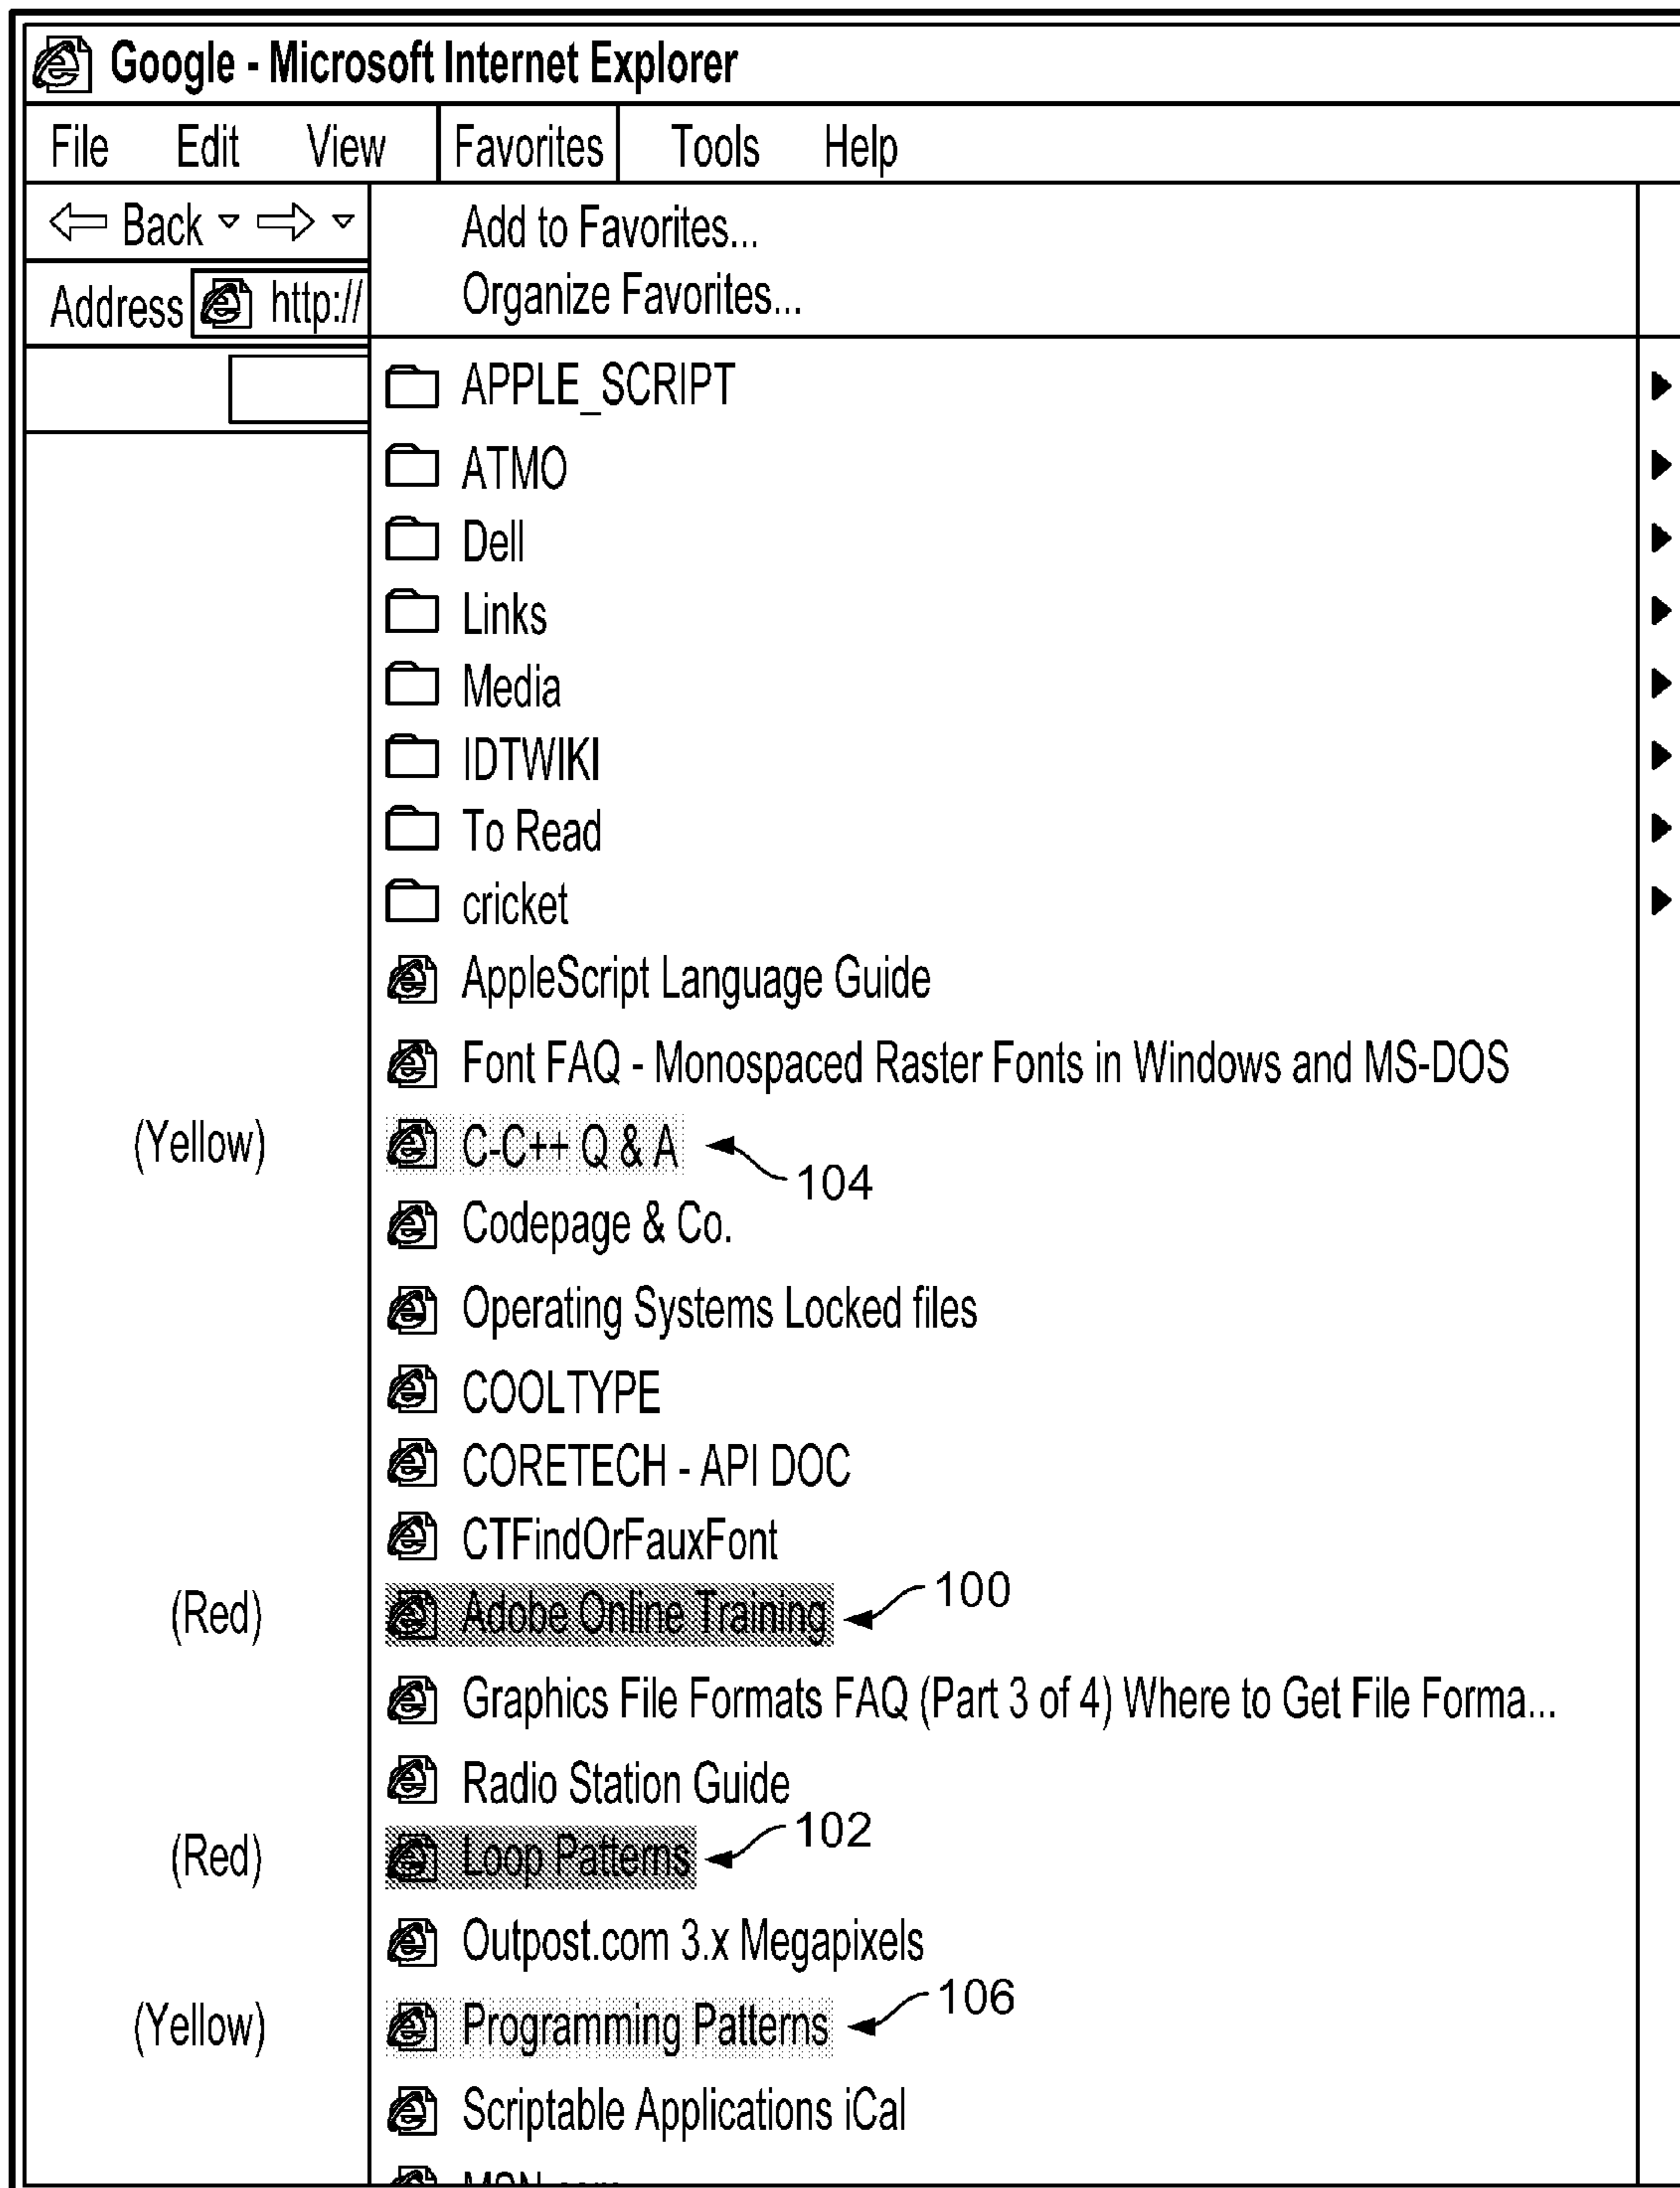 Google - Microsoft Internet Explorer
File Edit View Favorites Tools Help
Back
Add to Favorites...
Address http://
Organize Favorites...
APPLE_SCRIPT
ATMO
Dell
Links
Media
IDTWIKI
To Read
cricket
AppleScript Language Guide
Font FAQ - Monospaced Raster Fonts in Windows and MS-DOS
(Yellow) C-C++ Q & A 104
Codepage & Co.
Operating Systems Locked files
COOLTYPE
CORETECH - API DOC
CTFindOrFauxFont
(Red) Adobe Online Training 100
Graphics File Formats FAQ (Part 3 of 4) Where to Get File Forma...
Radio Station Guide
(Red) Loop Patterns 102
Outpost.com 3.x Megapixels
(Yellow) Programming Patterns 106
Scriptable Applications iCal